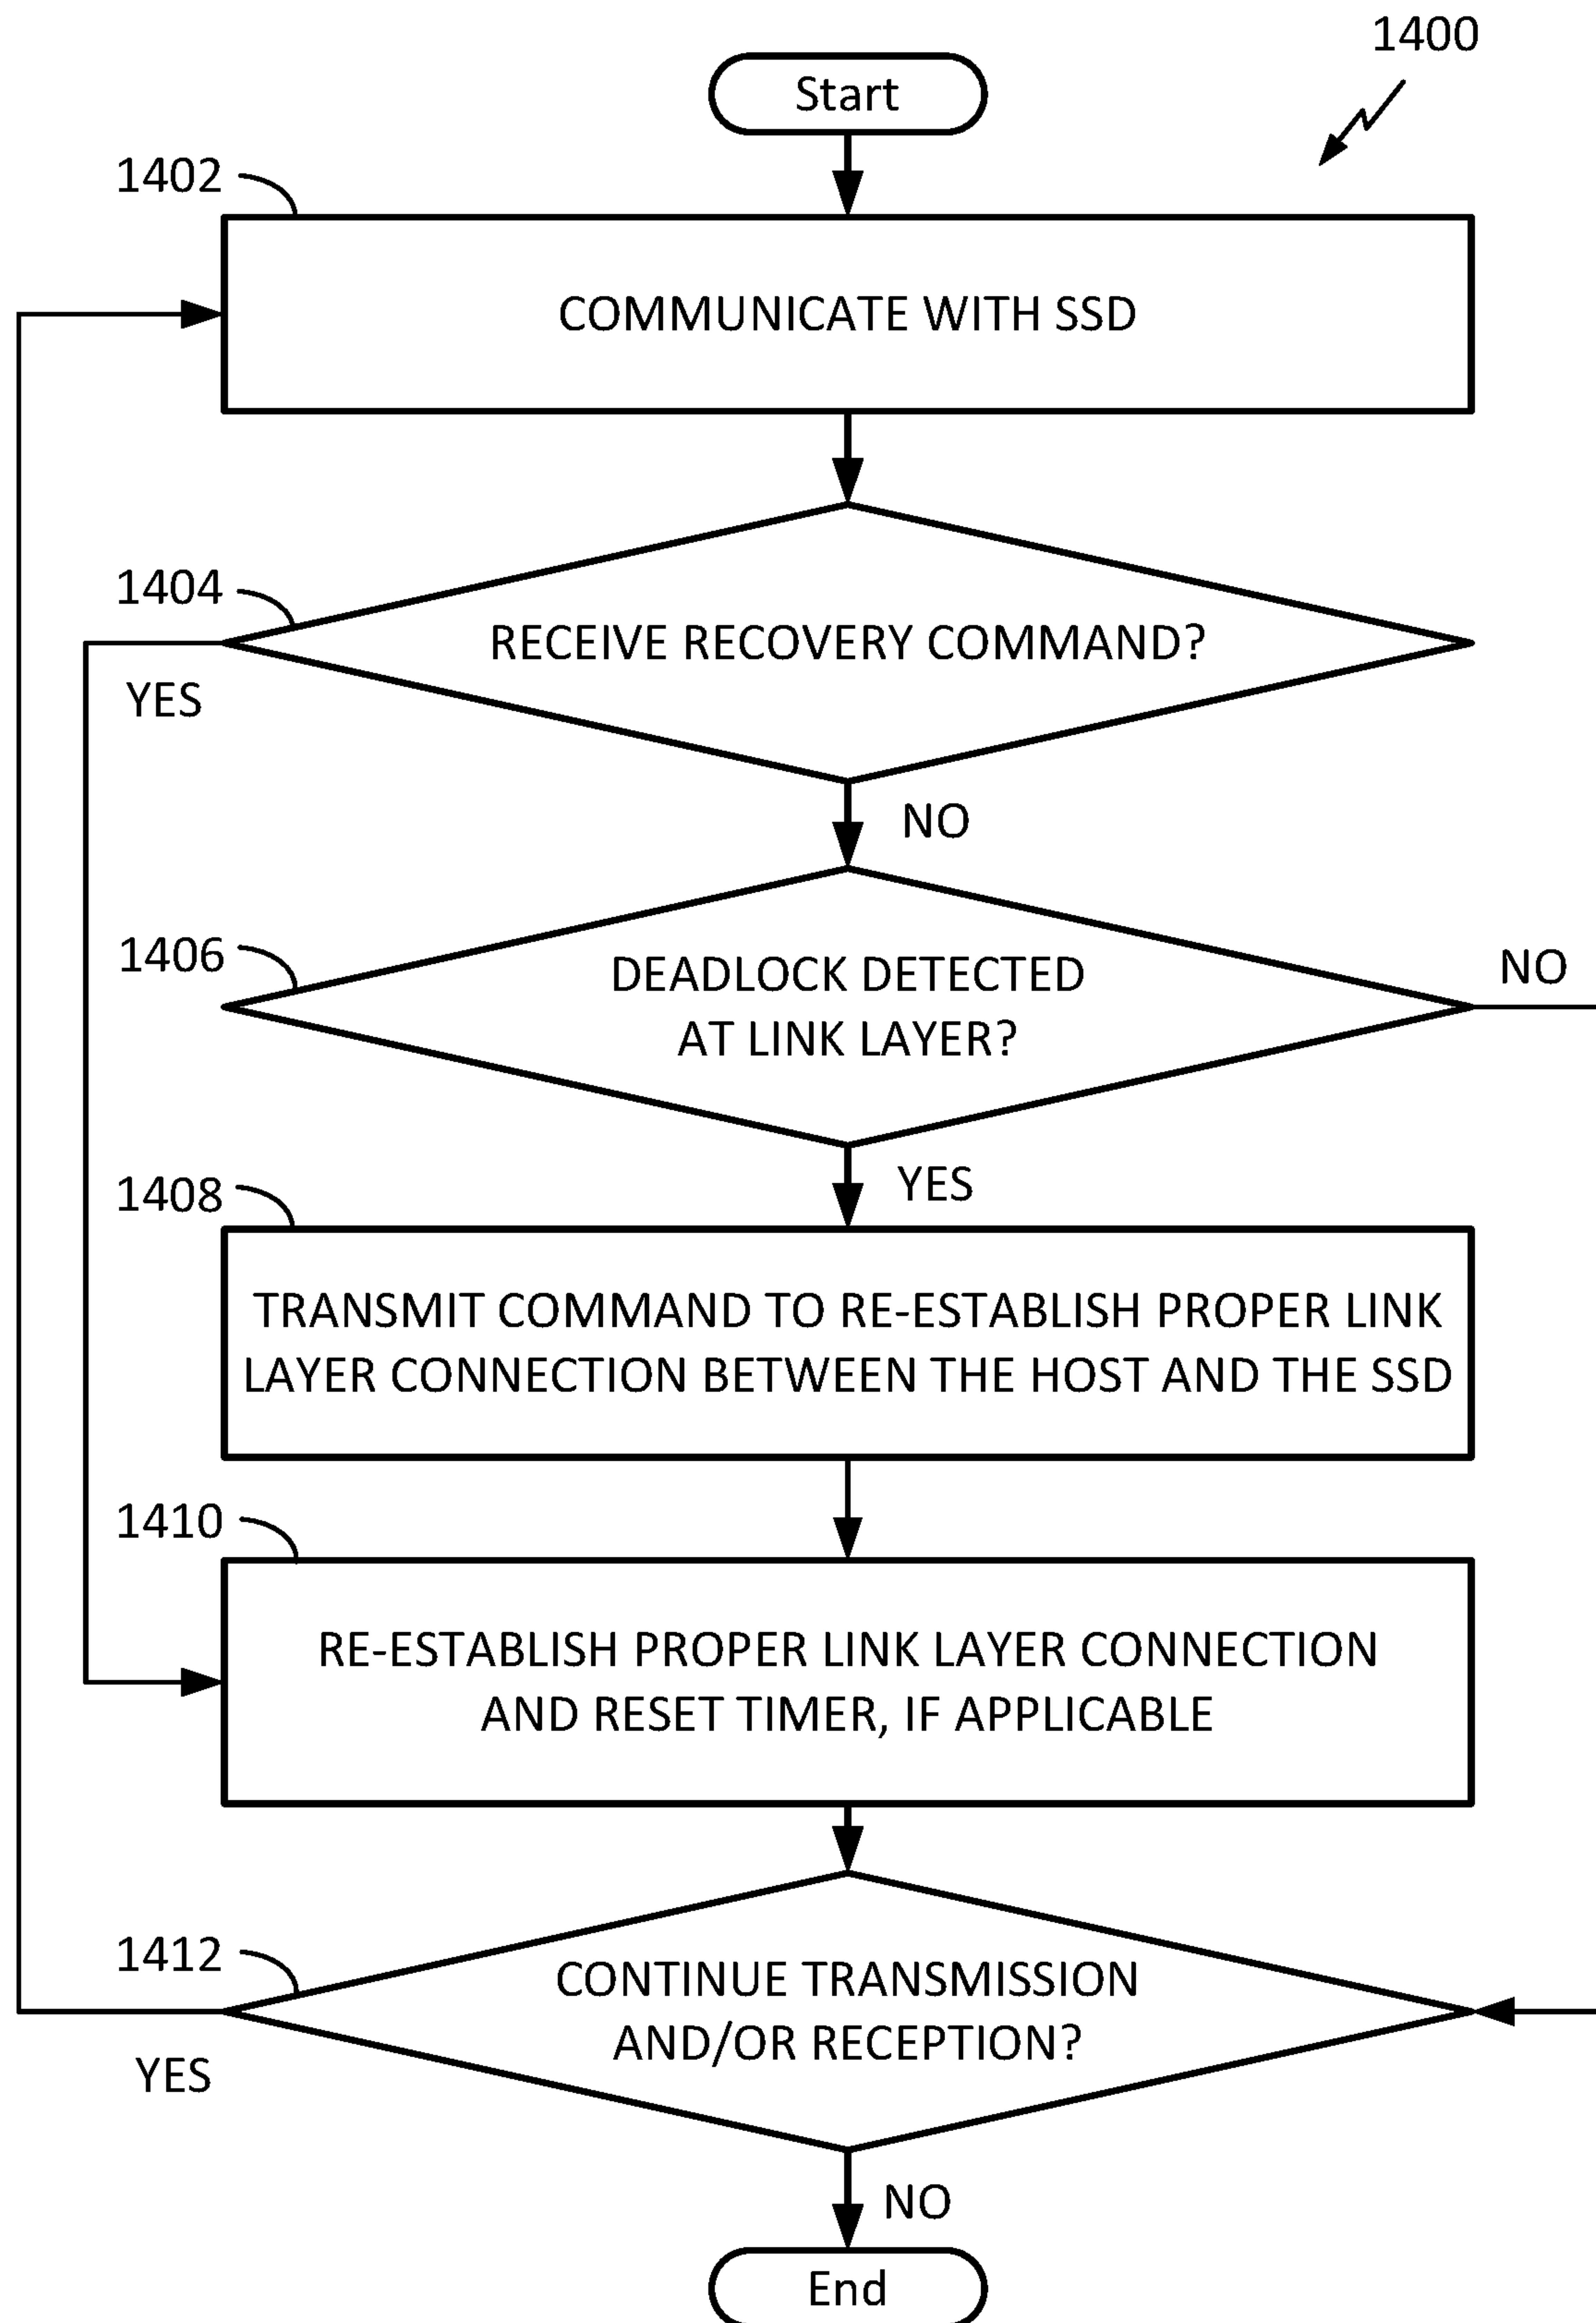 1400
Start
1402
COMMUNICATE WITH SSD
1404
RECEIVE RECOVERY COMMAND?
YES
NO
1406
DEADLOCK DETECTED
AT LINK LAYER?
NO
YES
1408
TRANSMIT COMMAND TO RE-ESTABLISH PROPER LINK
LAYER CONNECTION BETWEEN THE HOST AND THE SSD
1410
RE-ESTABLISH PROPER LINK LAYER CONNECTION
AND RESET TIMER, IF APPLICABLE
1412
CONTINUE TRANSMISSION
AND/OR RECEPTION?
YES
NO
End